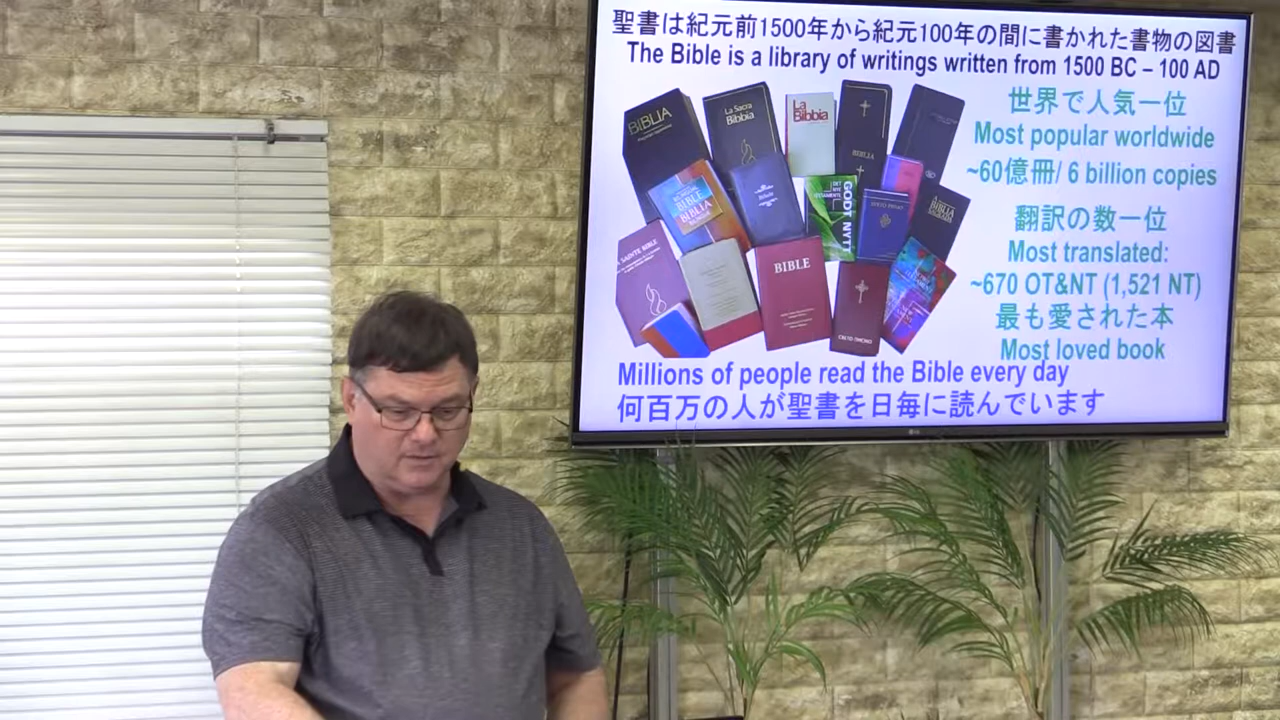 聖書は紀元前1500年から紀元100年の間に書かれた書物の図書
The Bible is a library of writings written from 1500 BC – 100 AD
世界で人気一位
Most popular worldwide
~60億冊/ 6 billion copies
翻訳の数一位
Most translated:
~670 OT&NT (1,521 NT)
最も愛された本
Most loved book
Millions of people read the Bible every day
何百万の人が聖書を日毎に読んでいます
BIBLIA
La Sacra
Bibbia
La
Bibbia
BIBLIA
BIBLE
BIBLIA
GODT NYTT
LA SAINTE BIBLE
BIBLE
LG